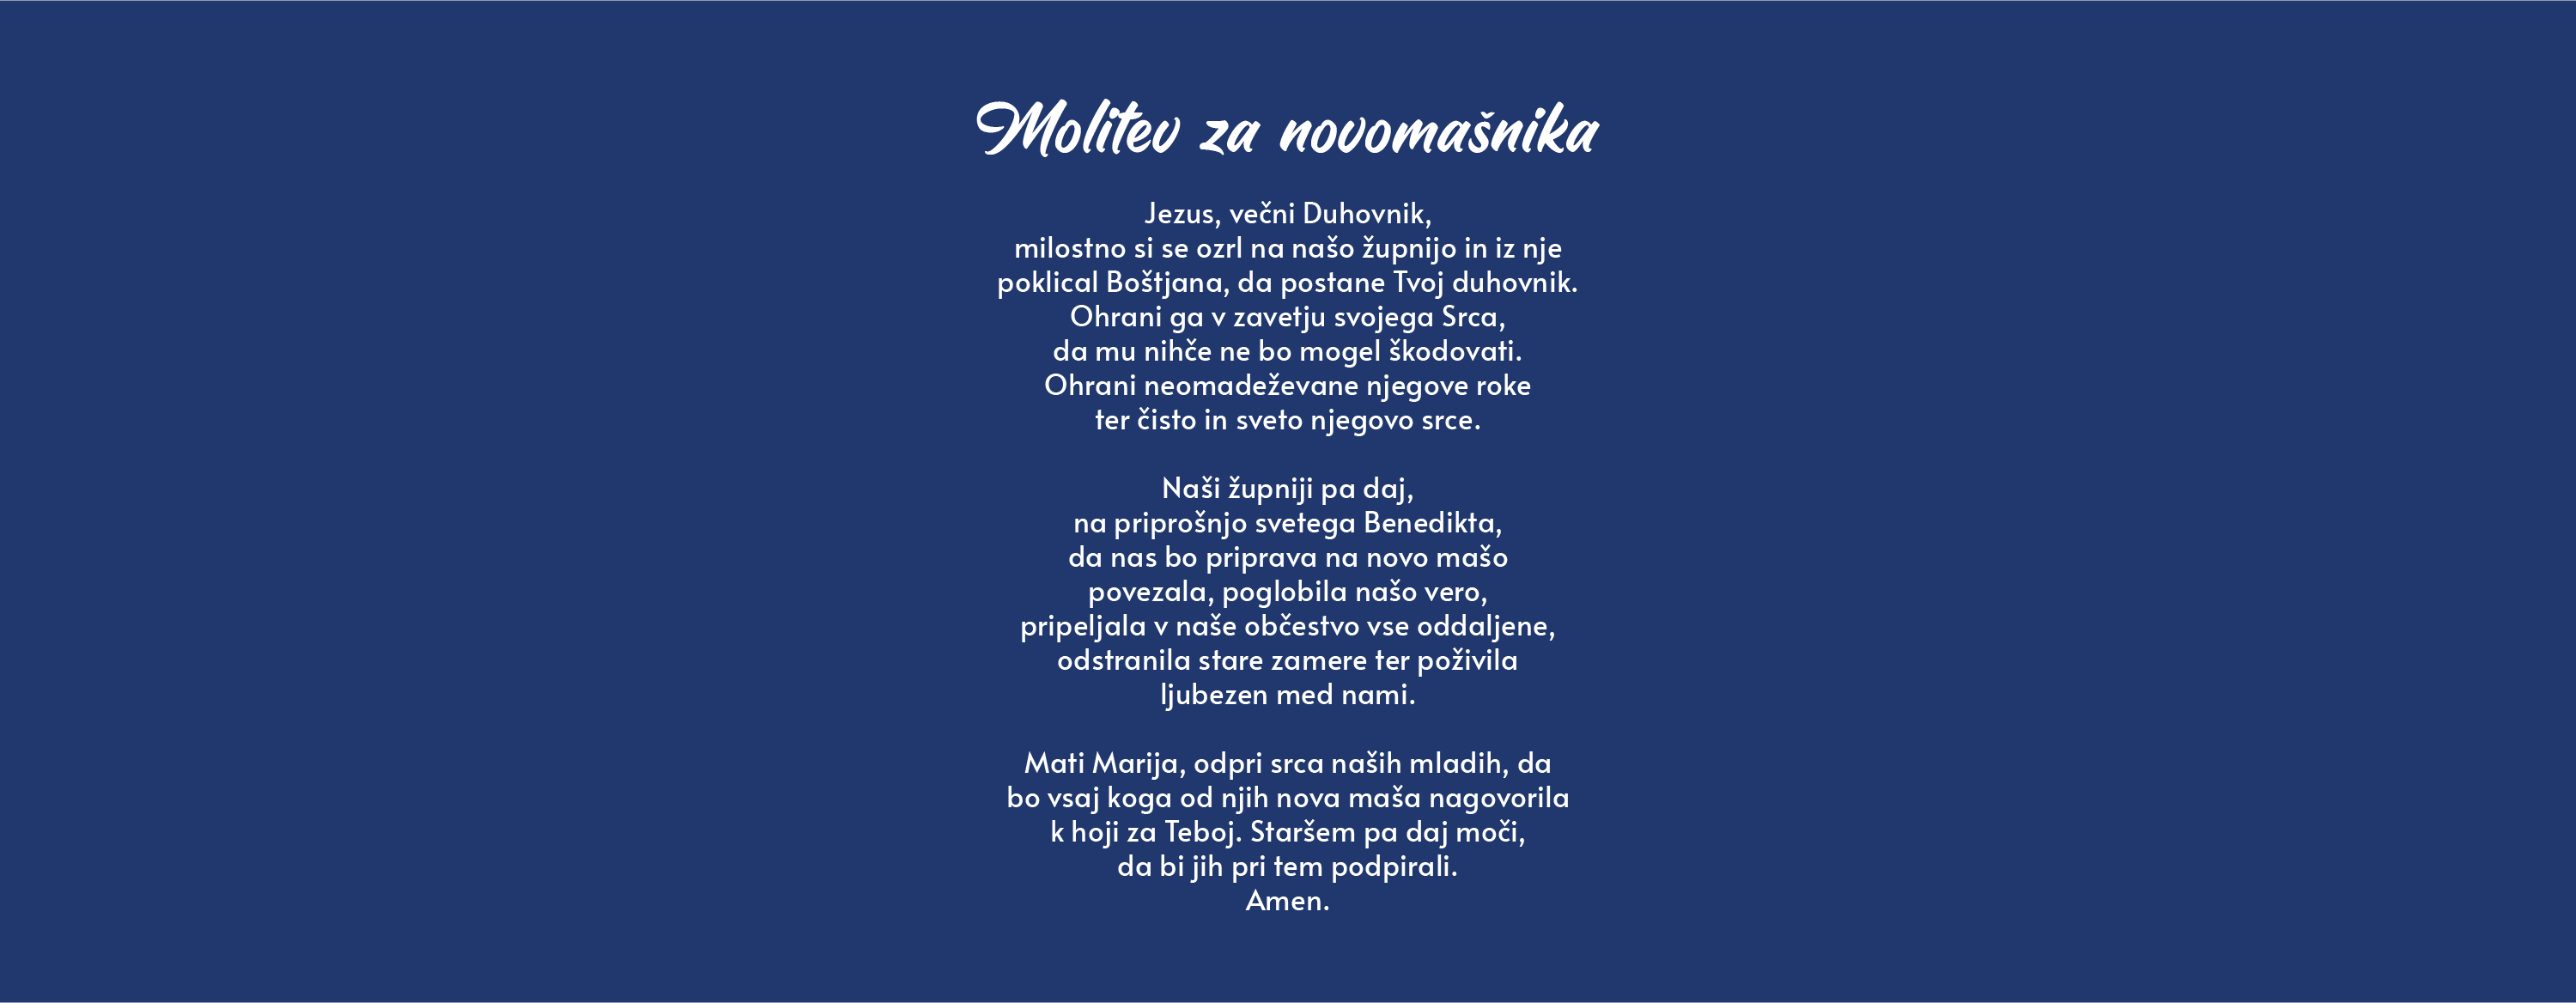 Molitev za novomašnika
Jezus, večni Duhovnik,
milostno si se ozrl na našo župnijo in iz nje
poklical Boštjana, da postane Tvoj duhovnik.
Ohrani ga v zavetju svojega Srca,
da mu nihče ne bo mogel škodovati.
Ohrani neomadeževane njegove roke
ter čisto in sveto njegovo srce.
Naši župniji pa daj,
na priprošnjo svetega Benedikta,
da nas bo priprava na novo mašo
povezala, poglobila našo vero,
pripeljala v naše občestvo vse oddaljene,
odstranila stare zamere ter poživila
ljubezen med nami.
Mati Marija, odpri srca naših mladih, da
bo vsaj koga od njih nova maša nagovorila
k hoji za Teboj. Staršem pa daj moči,
da bi jih pri tem podpirali.
Amen.